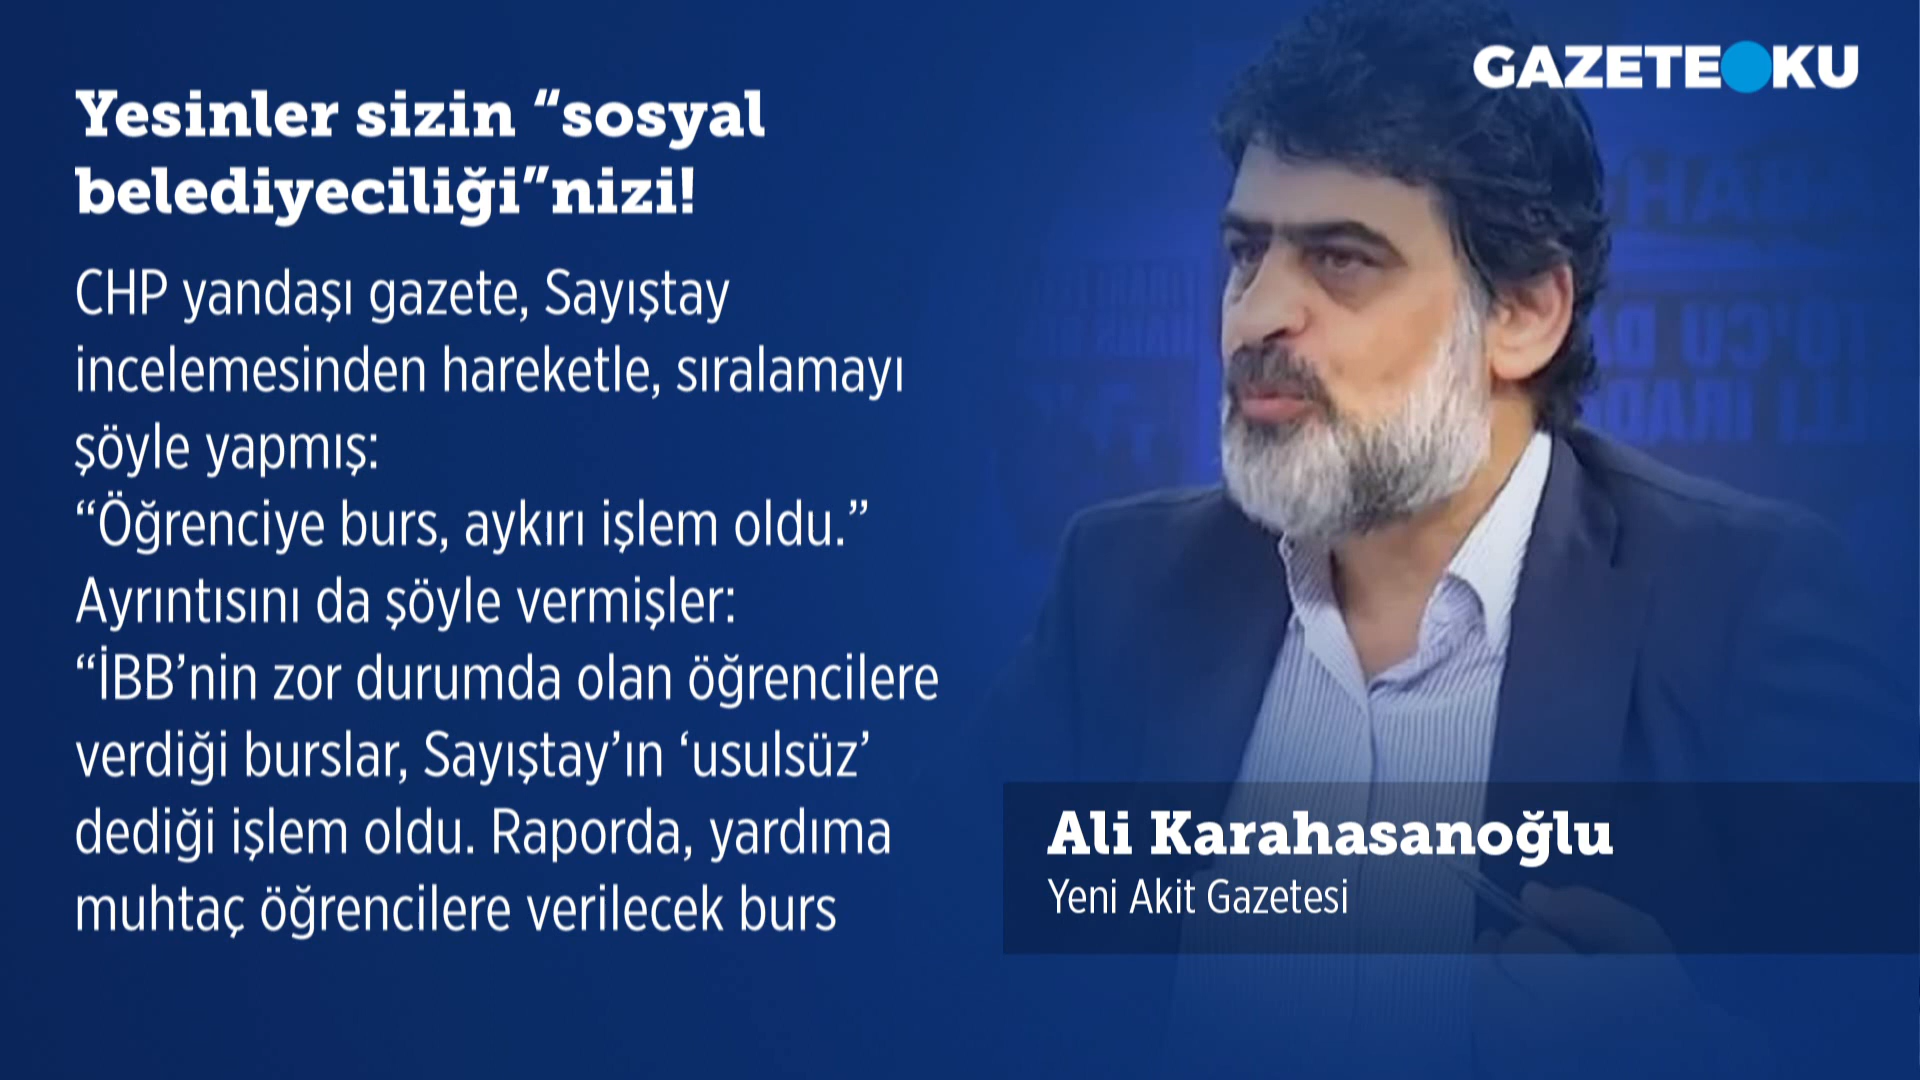 GAZETE OKU
Yesinler sizin “sosyal
belediyeciliği”nizi!
CHP yandaşı gazete, Sayıştay
incelemesinden hareketle, sıralamayı
şöyle yapmış:
“Öğrenciye burs, aykırı işlem oldu.”
Ayrıntısını da şöyle vermişler:
“İBB’nin zor durumda olan öğrencilere
verdiği burslar, Sayıştay’ın ‘usulsüz’
dediği işlem oldu. Raporda, yardıma
muhtaç öğrencilere verilecek burs
Ali Karahasanoğlu
Yeni Akit Gazetesi